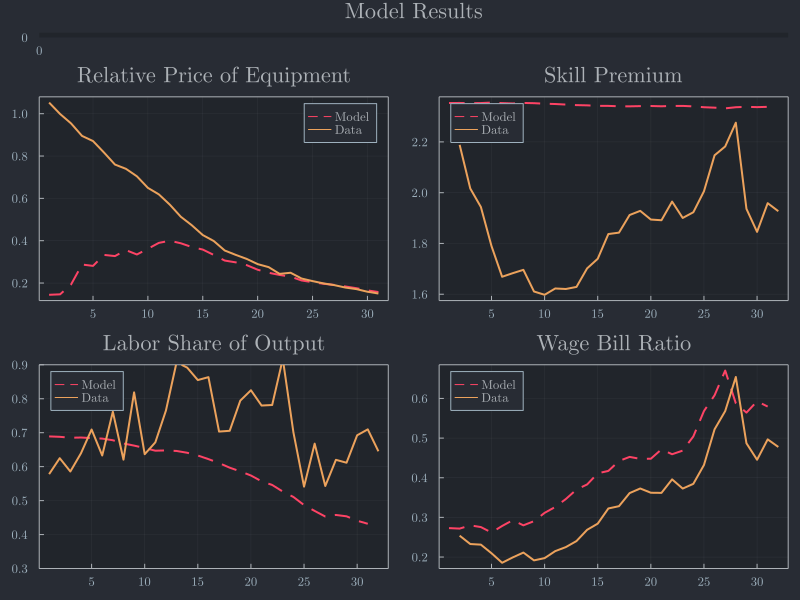 Model Results
0
0
Relative Price of Equipment
Skill Premium
1.0
0.8
0.6
0.4
0.2
Model
Data
5 10 15 20 25 30
2.2
2.0
1.8
1.6
Model
Data
5 10 15 20 25 30
Labor Share of Output
Wage Bill Ratio
0.9
0.8
0.7
0.6
0.5
0.4
0.3
Model
Data
5 10 15 20 25 30
0.6
0.5
0.4
0.3
0.2
Model
Data
5 10 15 20 25 30